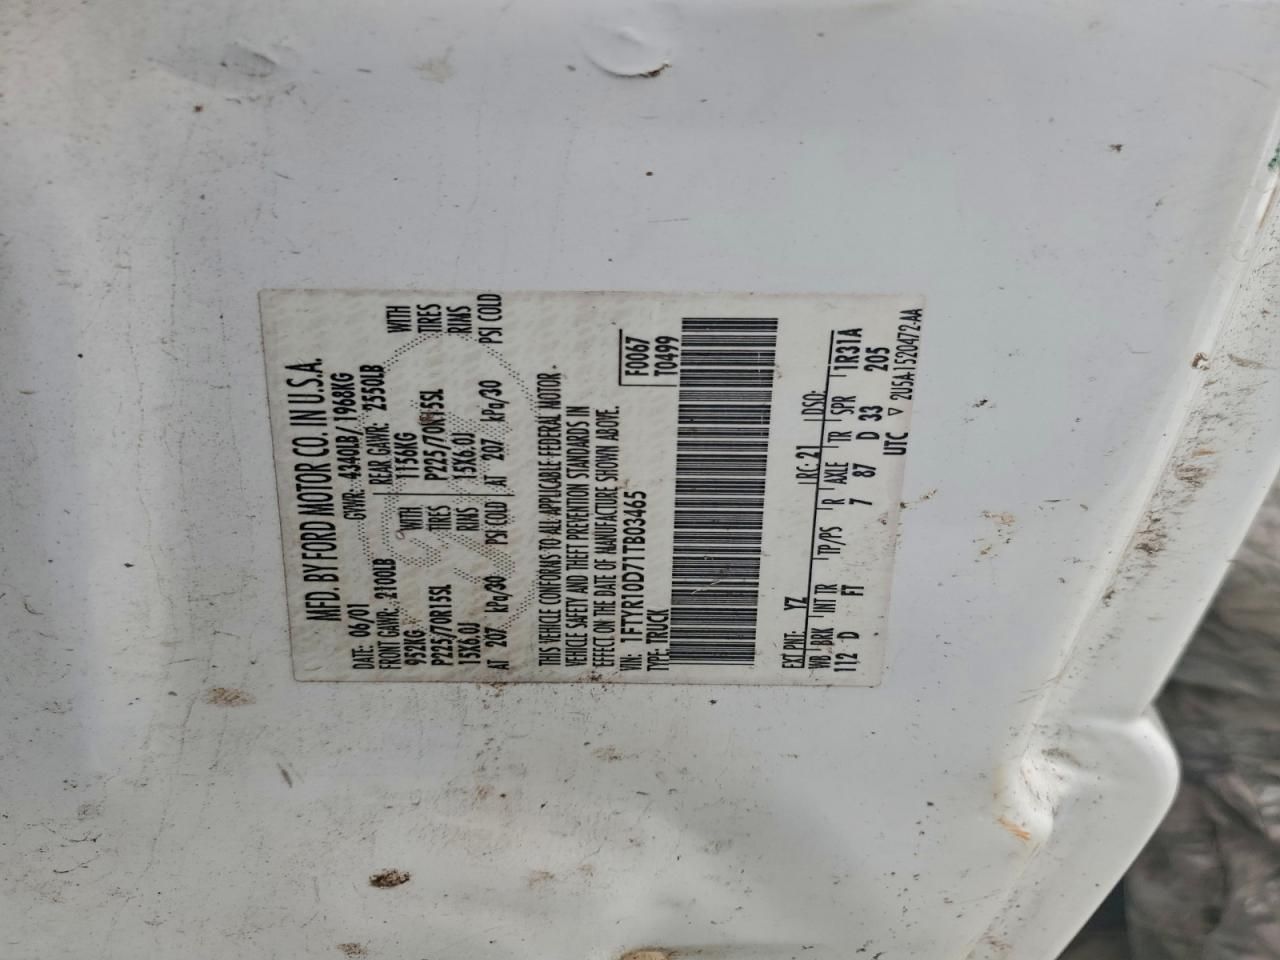 MFD. BY FORD MOTOR CO. IN U.S.A.
DATE: 06/01 GVWR: 4340LB/ 1968KG
FRONT GAWR: 2100LB REAR GAWR: 2550LB
952KG WITH 1156KG WITH
P225/70R15SL TIRES P225/70R15SL TIRES
15X6.0J RIMS 15X6.0J RIMS
AT 207 kPa/30 PSI COLD AT 207 kPa/30 PSI COLD
THIS VEHICLE CONFORMS TO ALL APPLICABLE FEDERAL MOTOR
VEHICLE SAFETY AND THEFT PREVENTION STANDARDS IN
EFFECT ON THE DATE OF MANUFACTURE SHOWN ABOVE.
VIN: 1FTYR10D71TB03465 F0067
TYPE: TRUCK T0499
EXT PNT: YZ RC: 21 DSO:
WB BRK INT TR TP/PS R AXLE TR SPR 1R31A
112 D FT 7 87 D 33 205
UTC ▽ 2U5A-1520472-AA